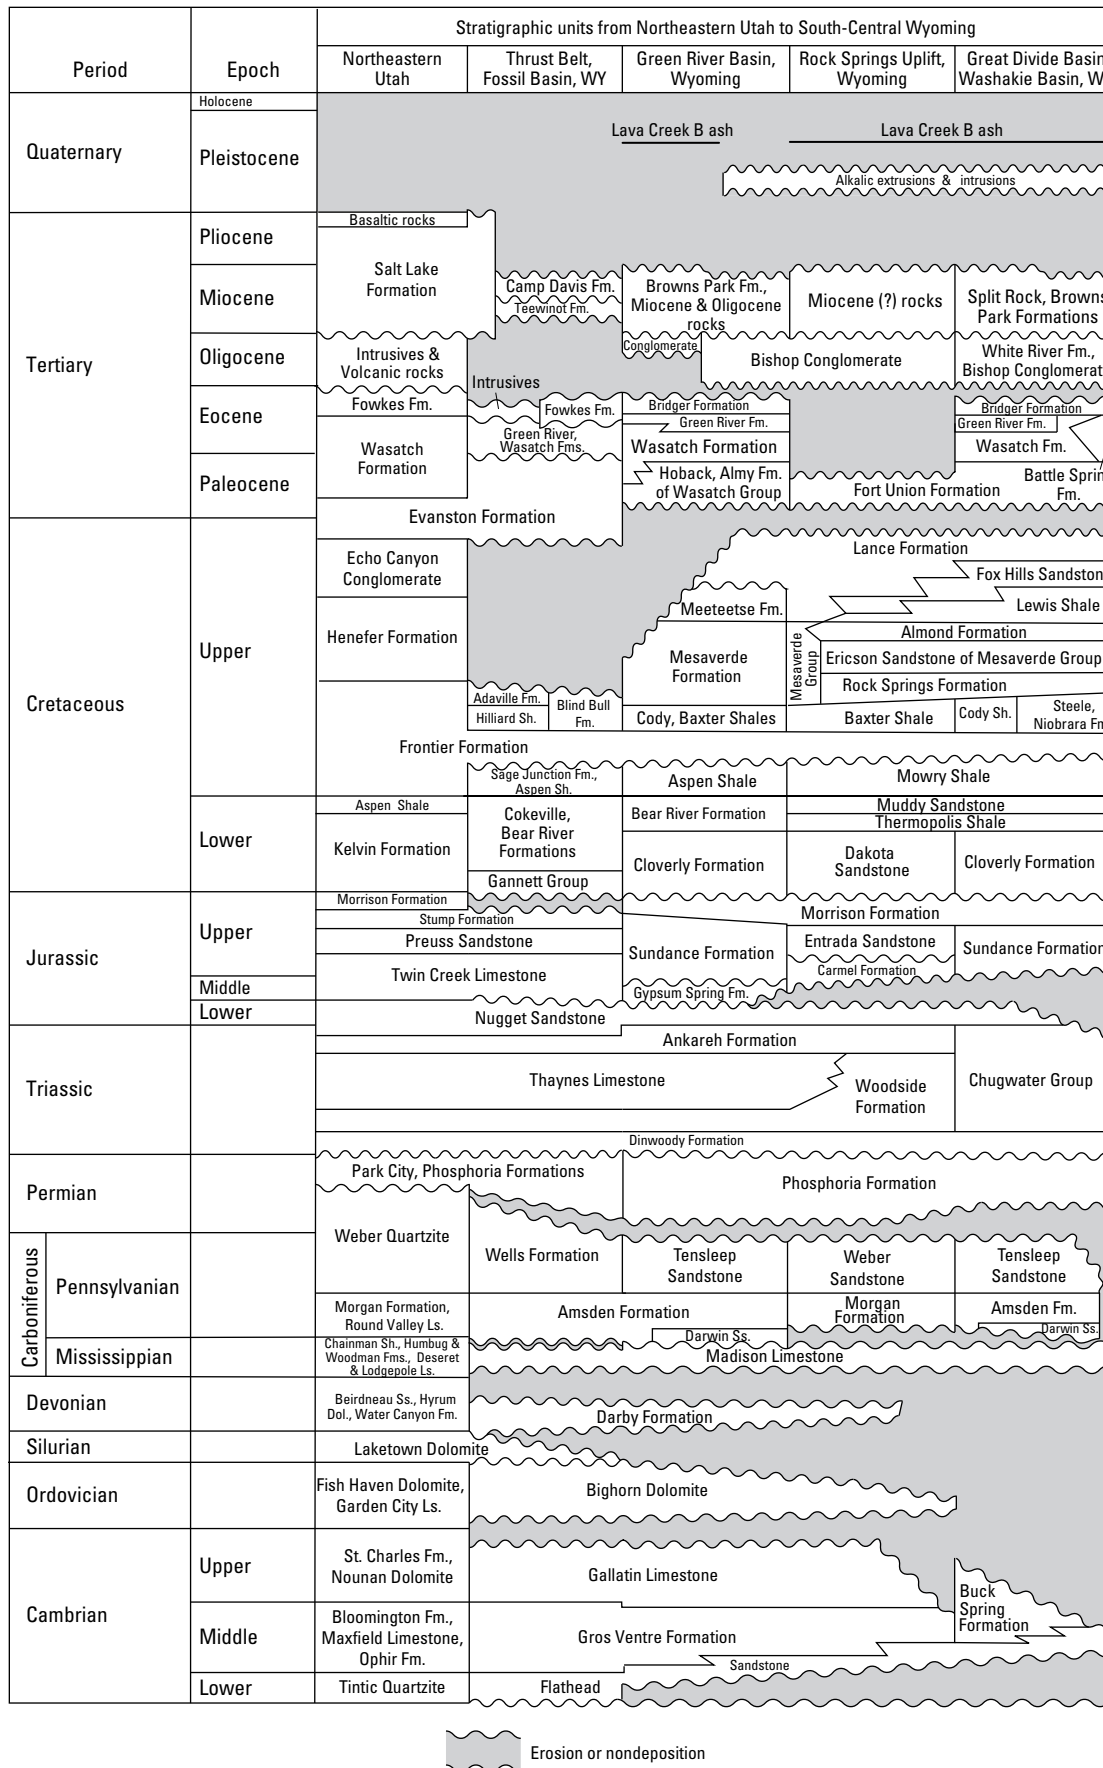 Stratigraphic units from Northeastern Utah to South-Central Wyoming
Period
Epoch
Northeastern
Utah
Thrust Belt,
Fossil Basin, WY
Green River Basin,
Wyoming
Rock Springs Uplift,
Wyoming
Great Divide Basin
Washakie Basin, W
Quaternary
Holocene
Pleistocene
Lava Creek B ash
Lava Creek B ash
Alkalic extrusions & intrusions
Tertiary
Pliocene
Miocene
Oligocene
Eocene
Paleocene
Basaltic rocks
Salt Lake
Formation
Camp Davis Fm.
Teewinot Fm.
Browns Park Fm.,
Miocene & Oligocene
rocks
Miocene (?) rocks
Split Rock, Browns
Park Formations
Intrusives &
Volcanic rocks
Conglomerate
Bishop Conglomerate
White River Fm.,
Bishop Conglomerat
Intrusives
Fowkes Fm.
Fowkes Fm.
Bridger Formation
Bridger Formation
Green River Fm.
Green River Fm.
Wasatch
Formation
Green River,
Wasatch Fms.
Wasatch Formation
Wasatch Fm.
Hoback, Almy Fm.
of Wasatch Group
Fort Union Formation
Battle Sprin
Fm.
Evanston Formation
Cretaceous
Upper
Lower
Echo Canyon
Conglomerate
Lance Formation
Fox Hills Sandston
Meeteetse Fm.
Lewis Shale
Henefer Formation
Mesaverde
Formation
Mesaverde
Group
Almond Formation
Ericson Sandstone of Mesaverde Group
Rock Springs Formation
Adaville Fm.
Hilliard Sh.
Blind Bull
Fm.
Cody, Baxter Shales
Baxter Shale
Cody Sh.
Steele,
Niobrara Fm
Frontier Formation
Sage Junction Fm.,
Aspen Sh.
Aspen Shale
Mowry Shale
Aspen Shale
Kelvin Formation
Cokeville,
Bear River
Formations
Gannett Group
Bear River Formation
Cloverly Formation
Muddy Sandstone
Thermopolis Shale
Dakota
Sandstone
Cloverly Formation
Jurassic
Upper
Middle
Lower
Morrison Formation
Stump Formation
Preuss Sandstone
Twin Creek Limestone
Morrison Formation
Sundance Formation
Entrada Sandstone
Sundance Formation
Carmel Formation
Gypsum Spring Fm.
Nugget Sandstone
Triassic
Ankareh Formation
Thaynes Limestone
Woodside
Formation
Chugwater Group
Dinwoody Formation
Permian
Park City, Phosphoria Formations
Phosphoria Formation
Carboniferous
Pennsylvanian
Mississippian
Weber Quartzite
Wells Formation
Tensleep
Sandstone
Weber
Sandstone
Tensleep
Sandstone
Morgan Formation,
Round Valley Ls.
Amsden Formation
Morgan
Formation
Amsden Fm.
Darwin Ss.
Darwin Ss.
Chainman Sh., Humbug &
Woodman Fms., Deseret
& Lodgepole Ls.
Madison Limestone
Devonian
Beirdneau Ss., Hyrum
Dol., Water Canyon Fm.
Darby Formation
Silurian
Laketown Dolomite
Ordovician
Fish Haven Dolomite,
Garden City Ls.
Bighorn Dolomite
Cambrian
Upper
Middle
Lower
St. Charles Fm.,
Nounan Dolomite
Gallatin Limestone
Buck
Spring
Formation
Bloomington Fm.,
Maxfield Limestone,
Ophir Fm.
Gros Ventre Formation
Sandstone
Tintic Quartzite
Flathead
Erosion or nondeposition